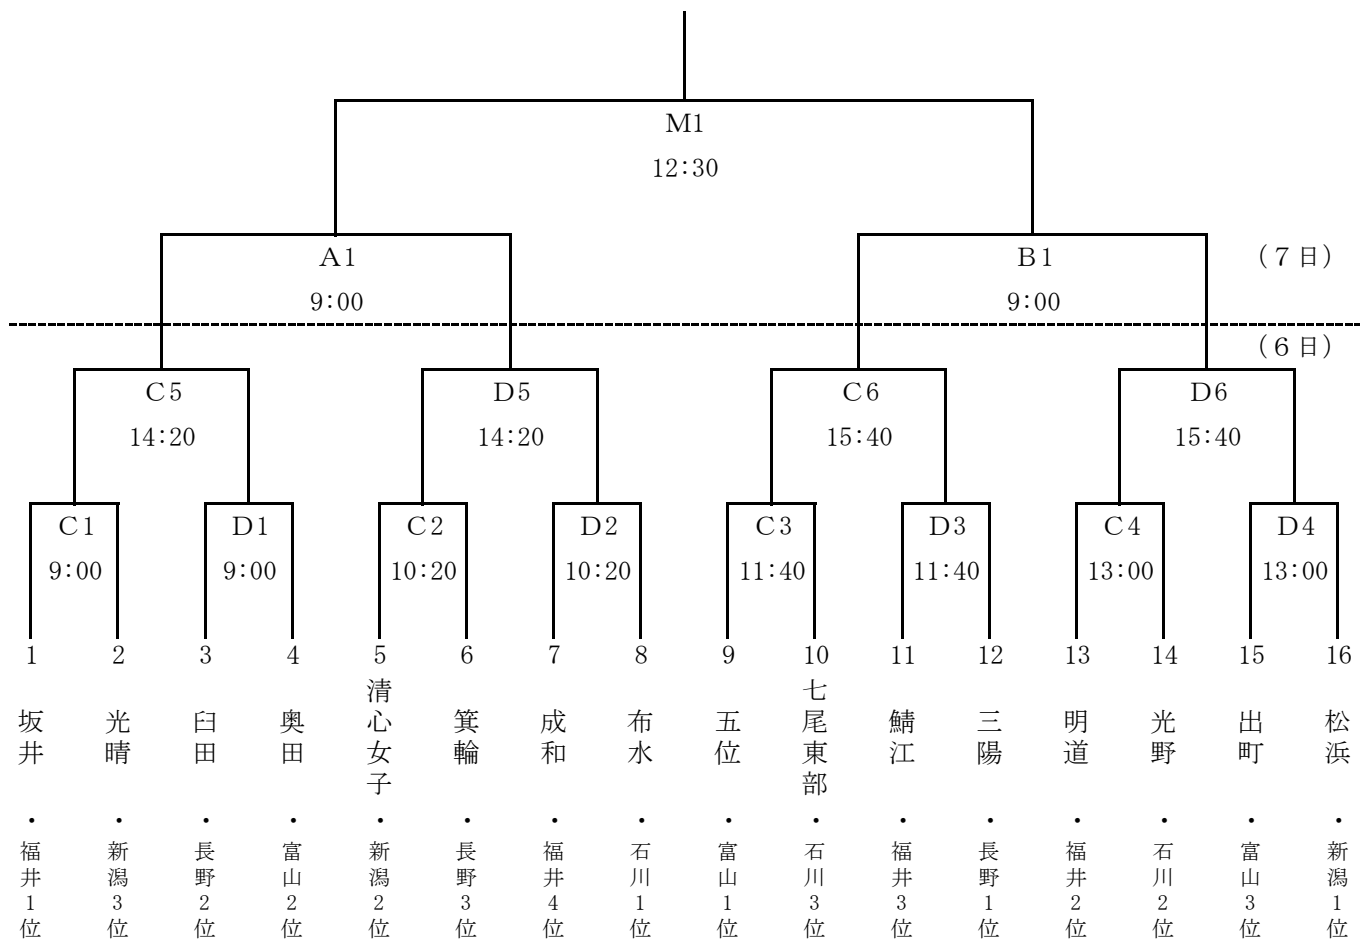 M1
12:30
A1
B1
(7日)
9:00
9:00
(6日)
C5
D5
C6
D6
14:20
14:20
15:40
15:40
C1
D1
C2
D2
C3
D3
C4
D4
9:00
9:00
10:20
10:20
11:40
11:40
13:00
13:00
1
2
3
4
5
6
7
8
9
10
11
12
13
14
15
16
坂井・福井1位
光晴・新潟3位
臼田・長野2位
奥田・富山2位
清心女子・新潟2位
箕輪・長野3位
成和・福井4位
布水・石川1位
五位・富山1位
七尾東部・石川3位
鯖江・福井3位
三陽・長野1位
明道・福井2位
光野・石川2位
出町・富山3位
松浜・新潟1位